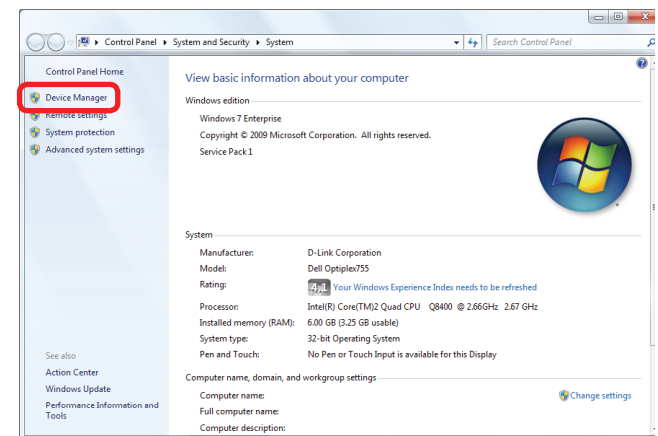 Control Panel ▸ System and Security ▸ System
Search Control Panel
Control Panel Home
Device Manager
Remote settings
System protection
Advanced system settings
View basic information about your computer
Windows edition
Windows 7 Enterprise
Copyright © 2009 Microsoft Corporation. All rights reserved.
Service Pack 1
System
Manufacturer: D-Link Corporation
Model: Dell Optiplex755
Rating: 4,1 Your Windows Experience Index needs to be refreshed
Processor: Intel(R) Core(TM)2 Quad CPU Q8400 @ 2.66GHz 2.67 GHz
Installed memory (RAM): 6.00 GB (3.25 GB usable)
System type: 32-bit Operating System
Pen and Touch: No Pen or Touch Input is available for this Display
Computer name, domain, and workgroup settings
Computer name: Change settings
Full computer name:
Computer description:
See also
Action Center
Windows Update
Performance Information and
Tools